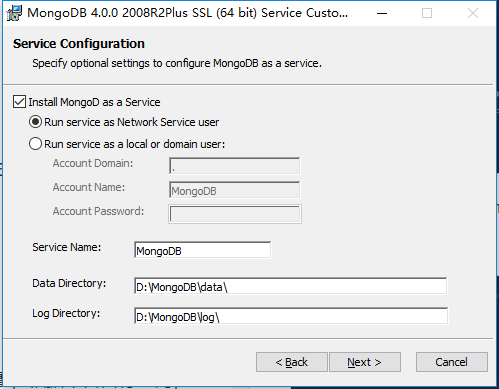 MongoDB 4.0.0 2008R2Plus SSL (64 bit) Service Custo...
Service Configuration
Specify optional settings to configure MongoDB as a service.
Install MongoD as a Service
Run service as Network Service user
Run service as a local or domain user:
Account Domain: .
Account Name: MongoDB
Account Password:
Service Name: MongoDB
Data Directory: D:\MongoDB\data\
Log Directory: D:\MongoDB\log\
< Back Next > Cancel